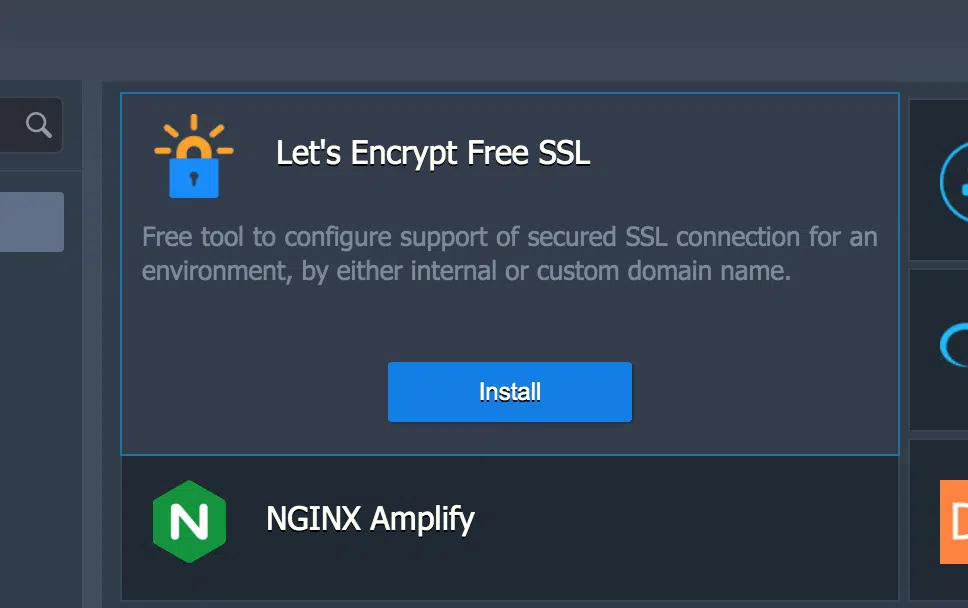 Let's Encrypt Free SSL
Free tool to configure support of secured SSL connection for an
environment, by either internal or custom domain name.
Install
N
NGINX Amplify
D